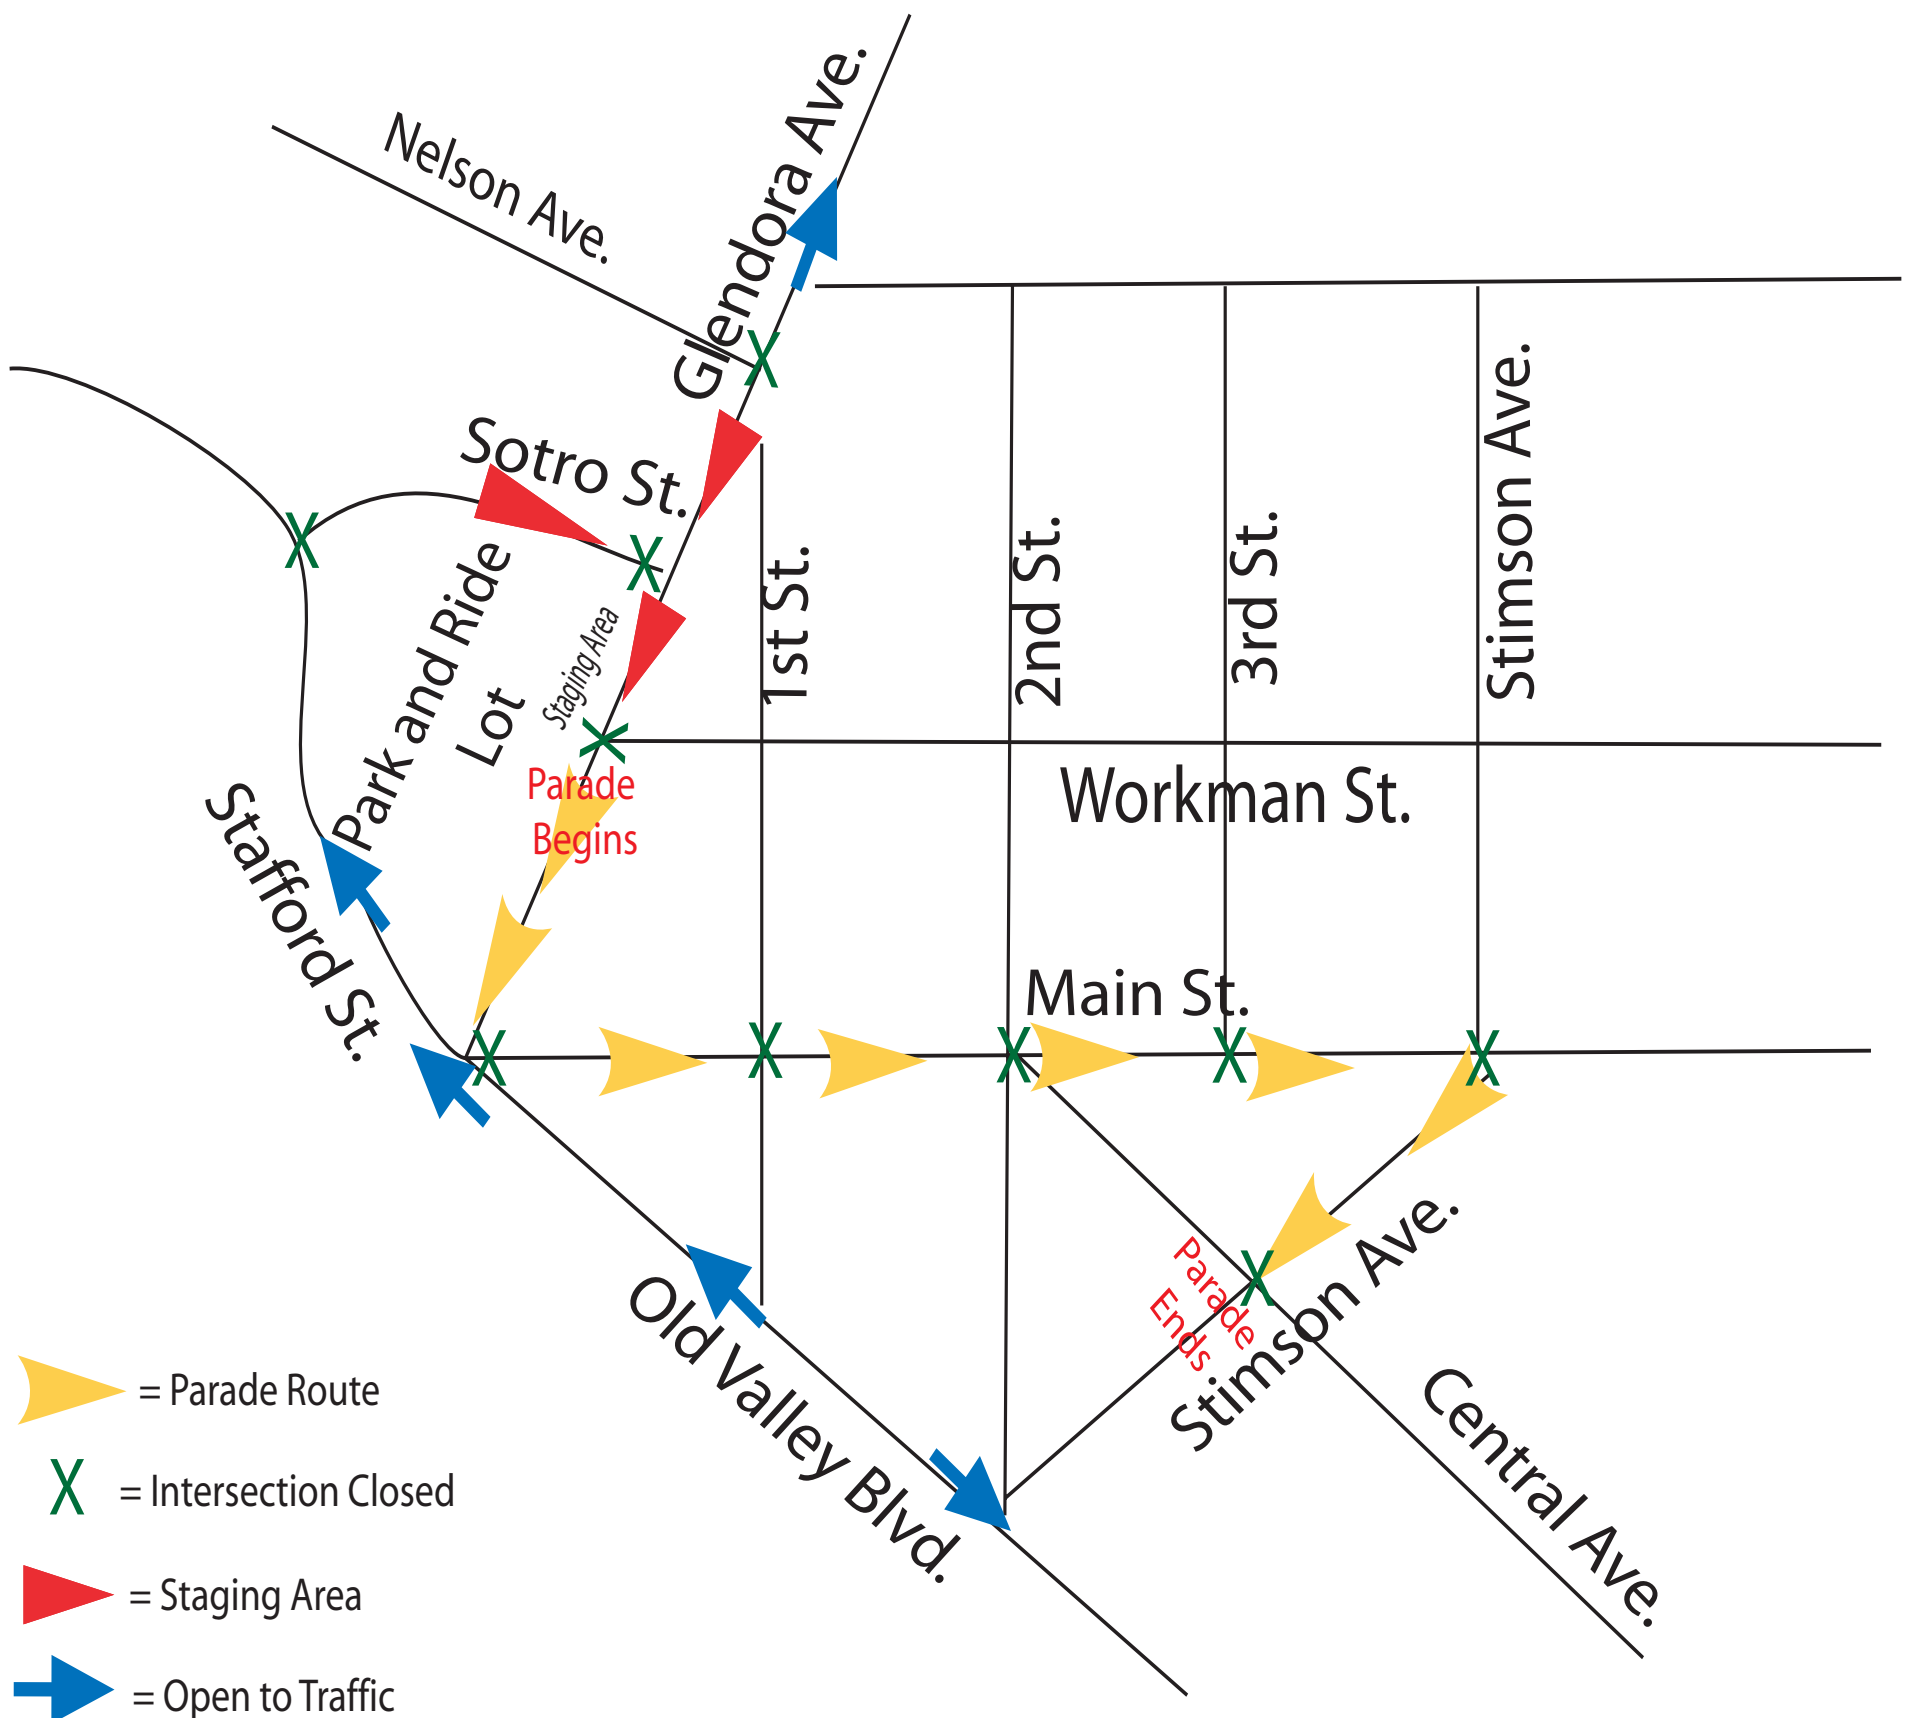 Glendora Ave.
Nelson Ave.
Sotro St.
Stimson Ave.
1st St.
2nd St.
3rd St.
Park and Ride
Lot
Staging Area
Parade
Begins
Workman St.
Stafford St.
Main St.
Parade
Ends
Stimson Ave.
Old Valley Blvd.
Central Ave.
= Parade Route
X = Intersection Closed
= Staging Area
= Open to Traffic